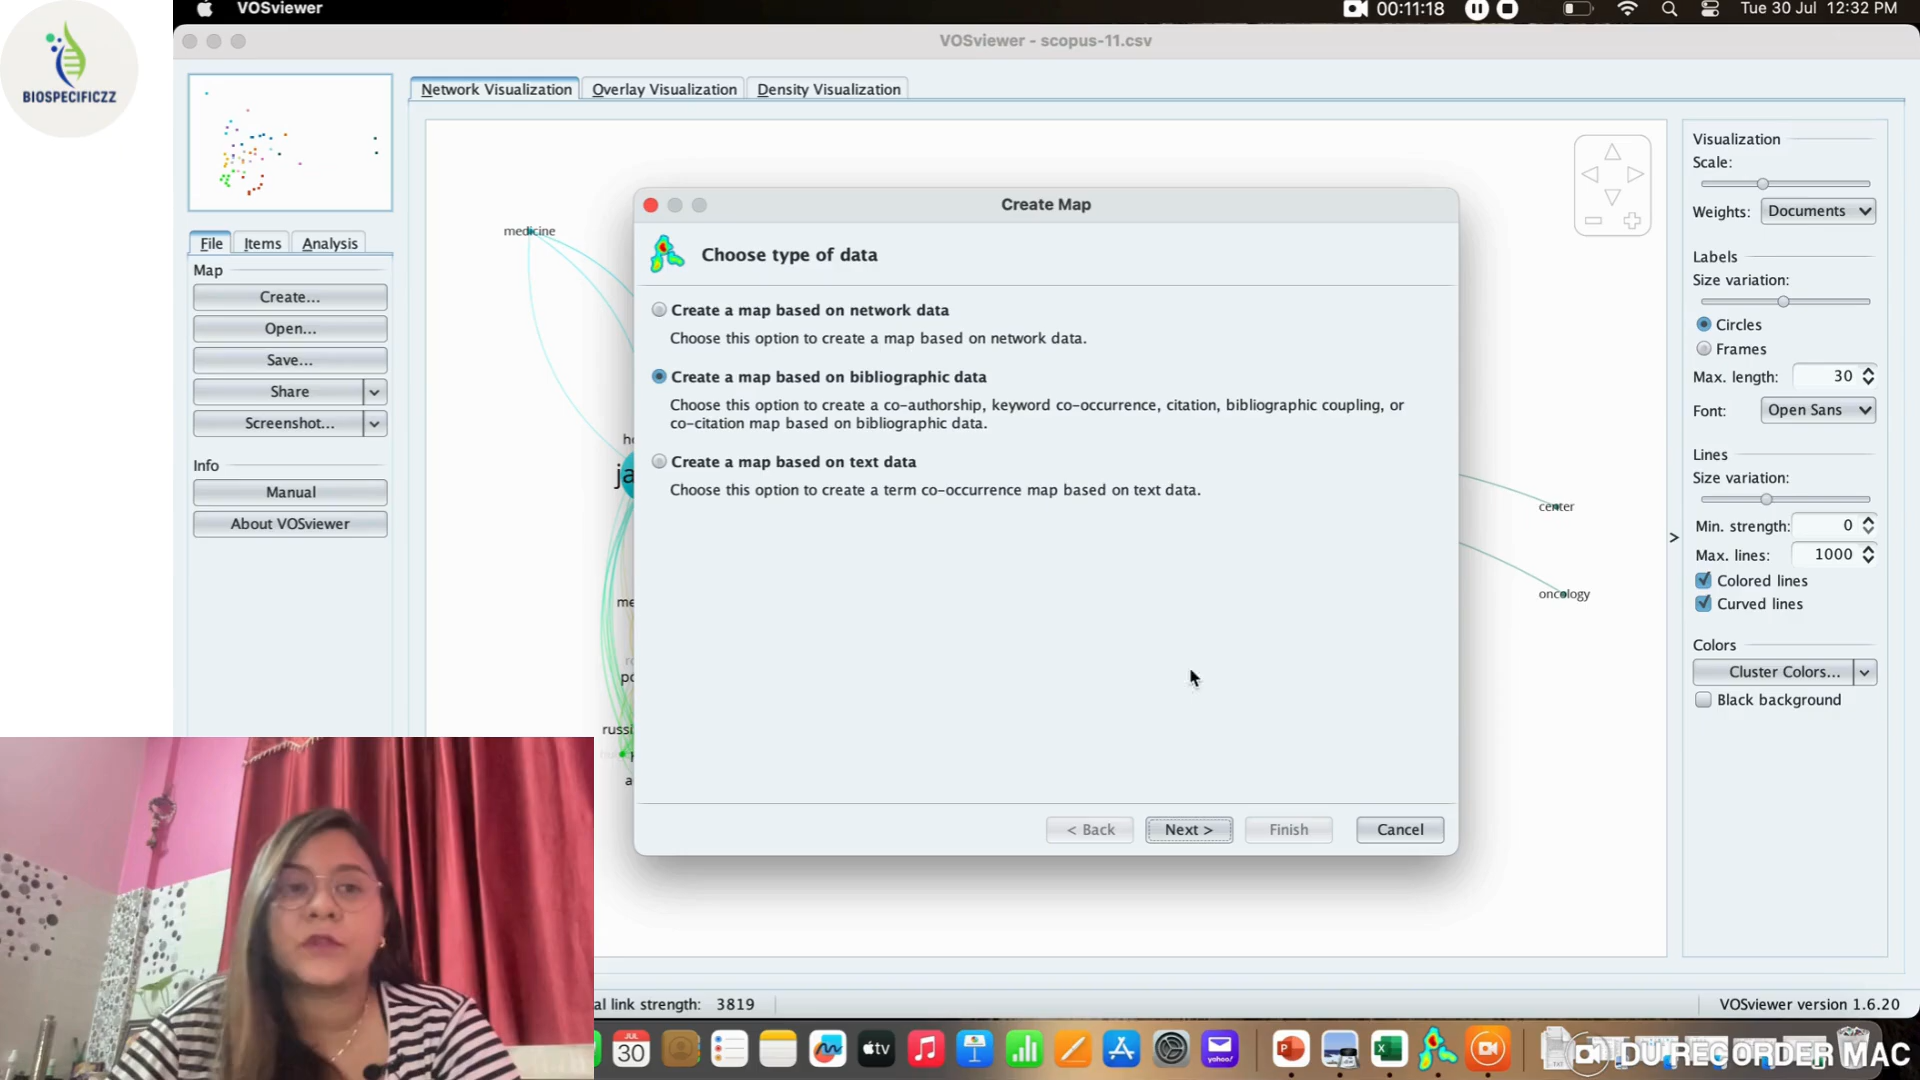 VOSviewer
00:11:18
Tue 30 Jul 12:32 PM
VOSviewer - scopus-11.csv
BIOSPECIFICZZ
Network Visualization
Overlay Visualization
Density Visualization
File
Items
Analysis
Map
Create...
Open...
Save...
Share
Screenshot...
Info
Manual
About VOSviewer
medicine
center
oncology
Create Map
Choose type of data
Create a map based on network data
Choose this option to create a map based on network data.
Create a map based on bibliographic data
Choose this option to create a co-authorship, keyword co-occurrence, citation, bibliographic coupling, or
co-citation map based on bibliographic data.
Create a map based on text data
Choose this option to create a term co-occurrence map based on text data.
< Back
Next >
Finish
Cancel
Visualization
Scale:
Weights: Documents
Labels
Size variation:
Circles
Frames
Max. length: 30
Font: Open Sans
Lines
Size variation:
Min. strength: 0
Max. lines: 1000
Colored lines
Curved lines
Colors
Cluster Colors...
Black background
>
al link strength: 3819
VOSviewer version 1.6.20
JUL
30
tv
yahoo!
DU RECORDER MAC